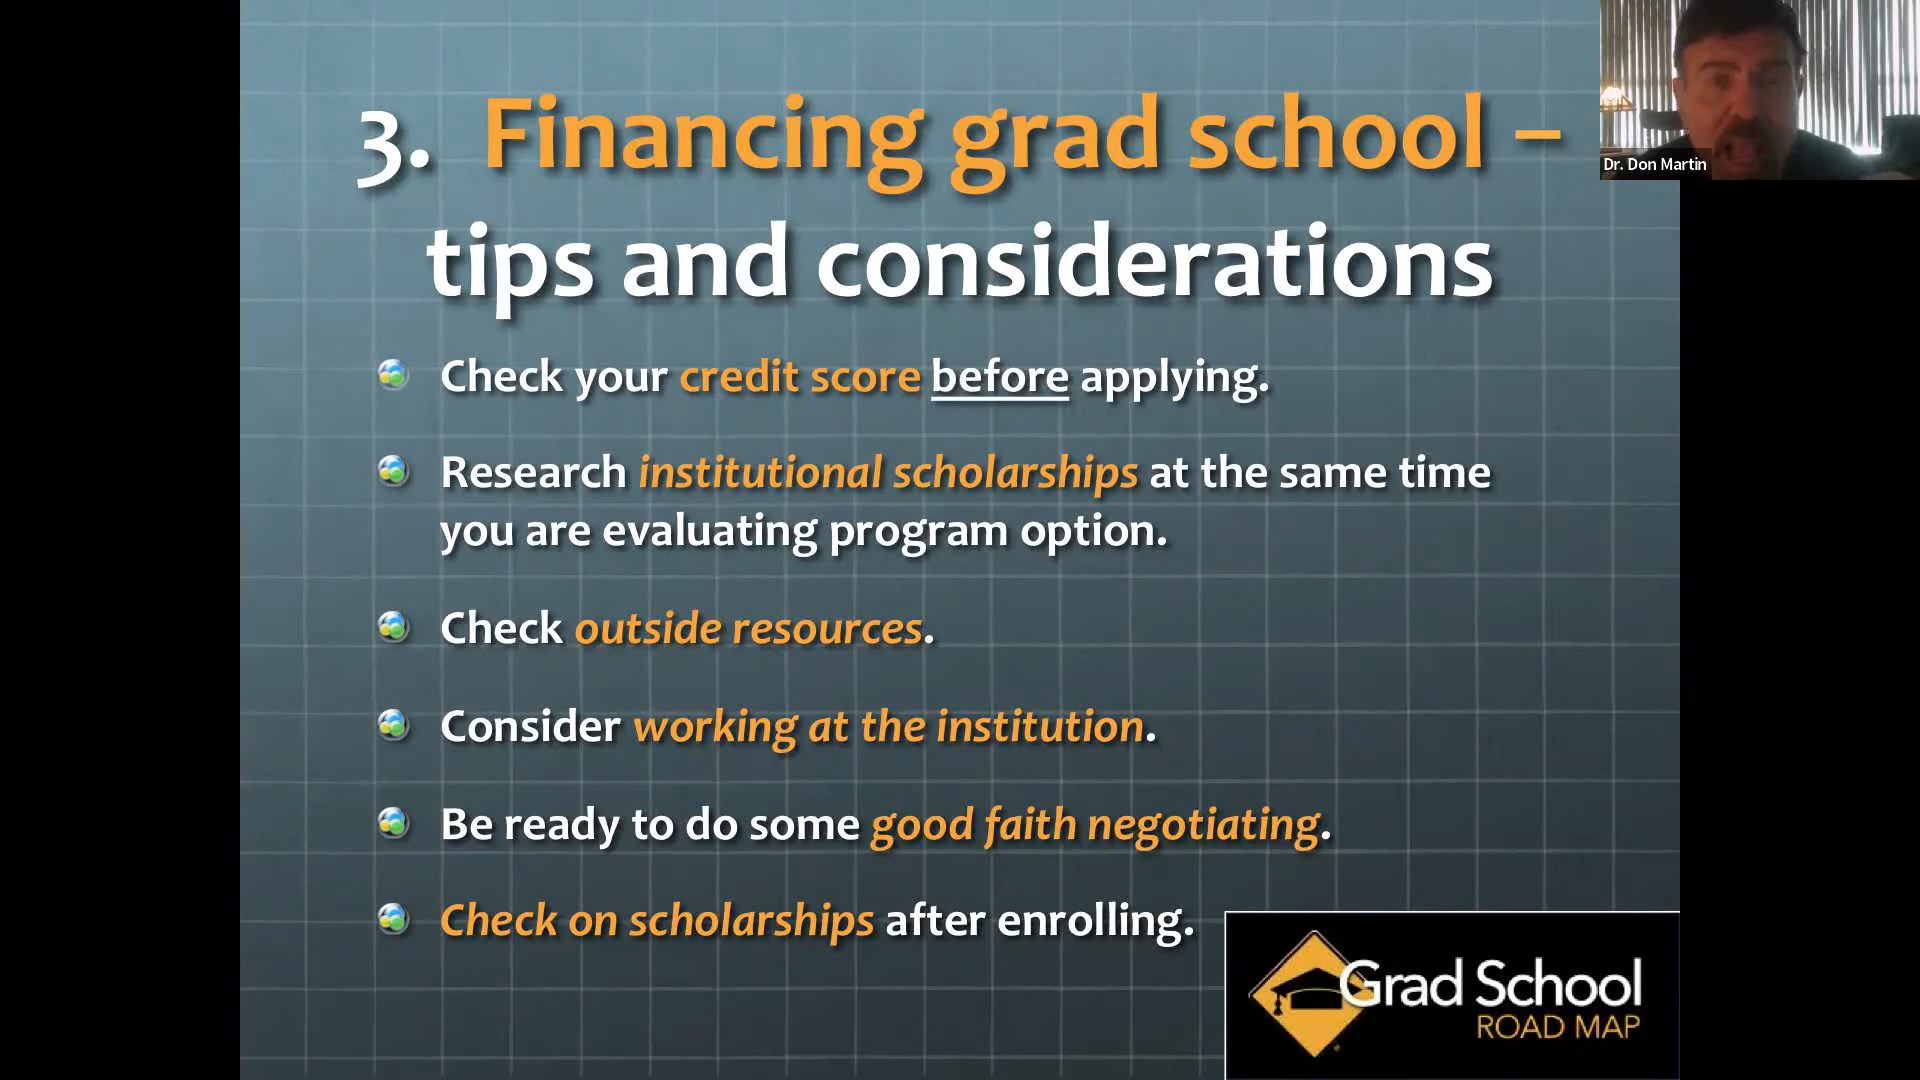 3. Financing grad school –
tips and considerations
Dr. Don Martin
Check your credit score before applying.
Research institutional scholarships at the same time
you are evaluating program option.
Check outside resources.
Consider working at the institution.
Be ready to do some good faith negotiating.
Check on scholarships after enrolling.
Grad School
ROAD MAP